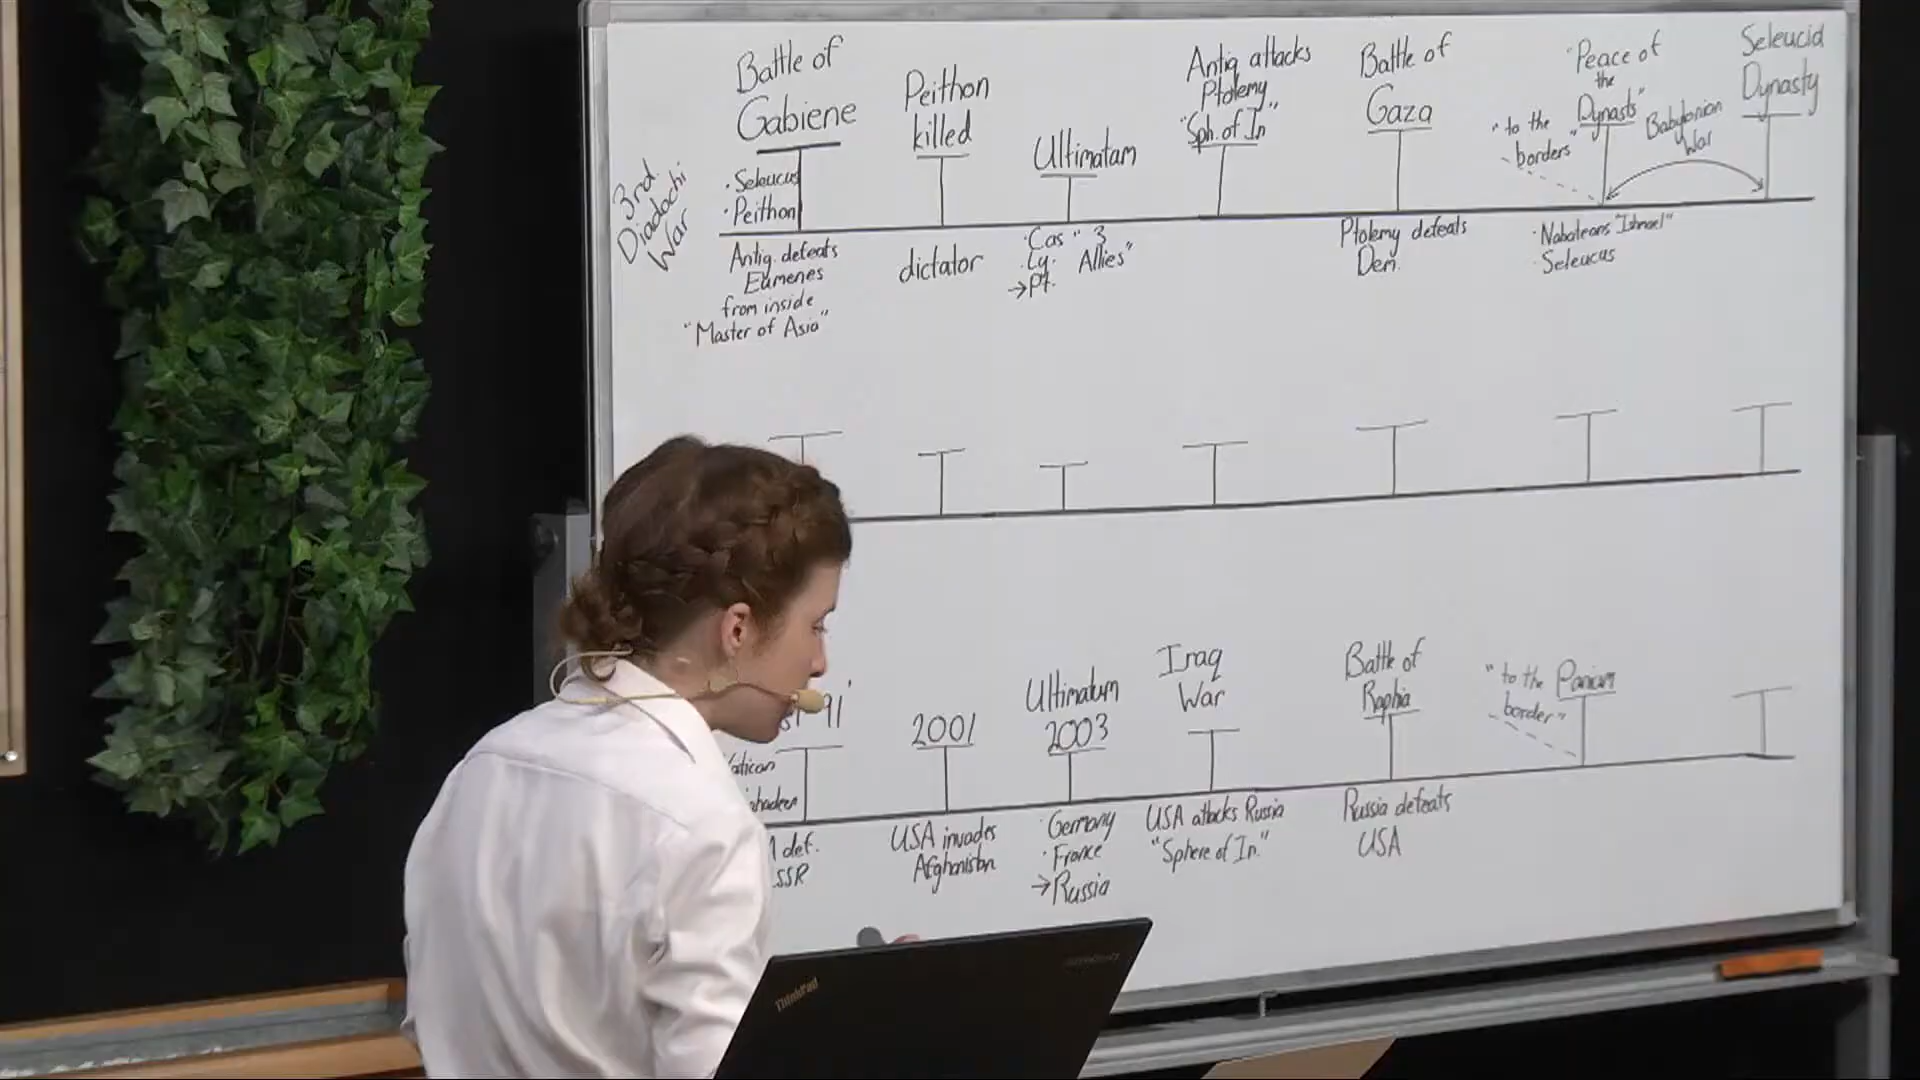 3rd
Diadochi
War
Battle of
Gabiene
· Seleucus
· Peithon
Antig. defeats
Eumenes
from inside
"Master of Asia"
Peithon
killed
dictator
Ultimatam
· Cas " 3
· Ly. Allies"
→ Pt.
Antig attacks
Ptolemy
"Sph. of In"
Battle of
Gaza
Ptolemy defeats
Dem.
"to the
borders"
"Peace of
the
Dynasts"
· Nabateans "Ishmael"
· Seleucus
Babylonian
War
Seleucid
Dynasty
91'
def.
SSR
2001
USA invades
Afghanistan
Ultimatum
2003
· Germany
· France
→ Russia
Iraq
War
USA attacks Russia
"Sphere of In."
Battle of
Raphia
Russia defeats
USA
"to the
border"
Panium
ThinkPad